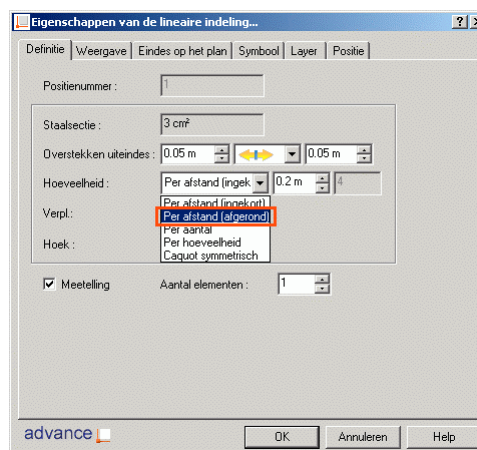 Eigenschappen van de lineaire indeling...
Definitie Weergave Eindes op het plan Symbool Layer Positie
Positienummer : 1
Staalsectie : 3 cm²
Overstekken uiteindes : 0.05 m 0.05 m
Hoeveelheid : Per afstand (ingek 0.2 m 4
Per afstand (ingekort)
Verpl.: Per afstand (afgerond)
Per aantal
Hoek : Per hoeveelheid
Caquot symmetrisch
Meetelling Aantal elementen : 1
advance OK Annuleren Help